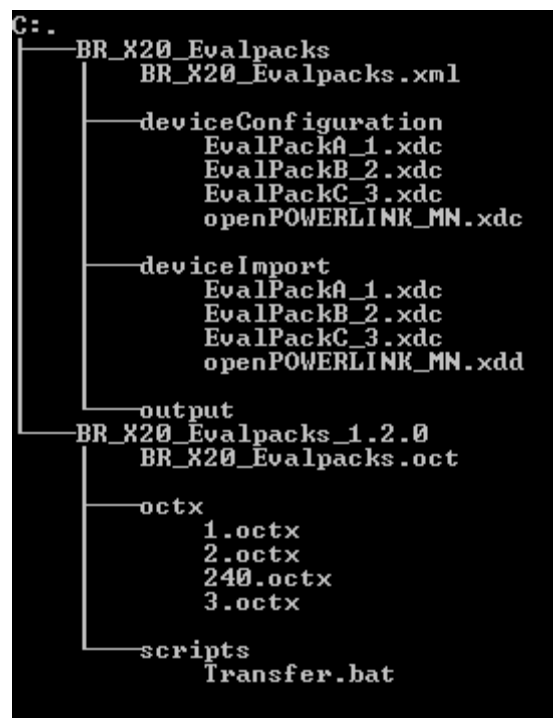 C:.
BR_X20_Evalpacks
BR_X20_Evalpacks.xml
deviceConfiguration
EvalPackA_1.xdc
EvalPackB_2.xdc
EvalPackC_3.xdc
openPOWERLINK_MN.xdc
deviceImport
EvalPackA_1.xdc
EvalPackB_2.xdc
EvalPackC_3.xdc
openPOWERLINK_MN.xdd
output
BR_X20_Evalpacks_1.2.0
BR_X20_Evalpacks.oct
octx
1.octx
2.octx
240.octx
3.octx
scripts
Transfer.bat